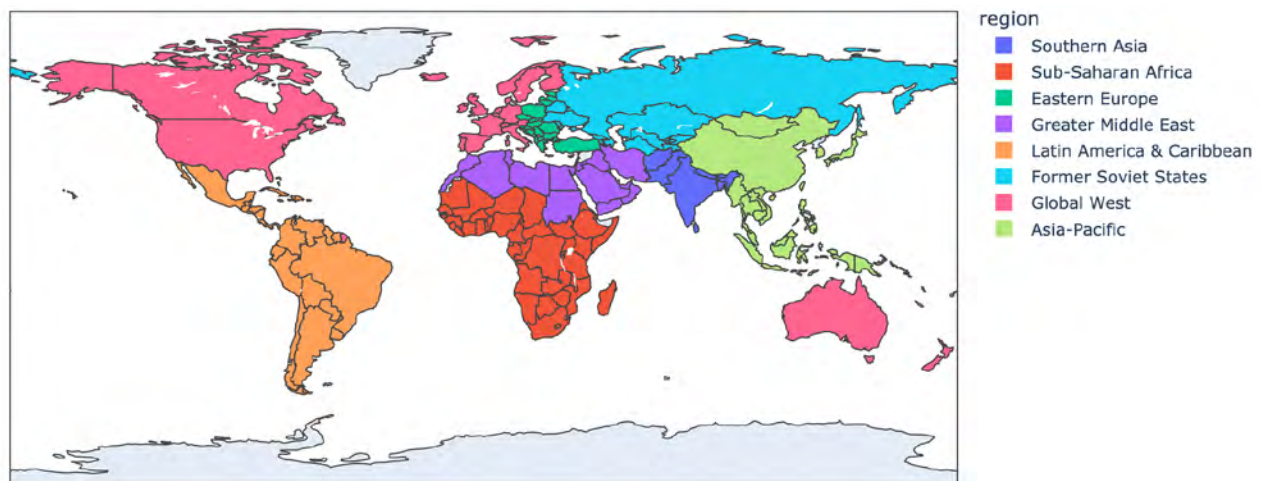 region
Southern Asia
Sub-Saharan Africa
Eastern Europe
Greater Middle East
Latin America & Caribbean
Former Soviet States
Global West
Asia-Pacific